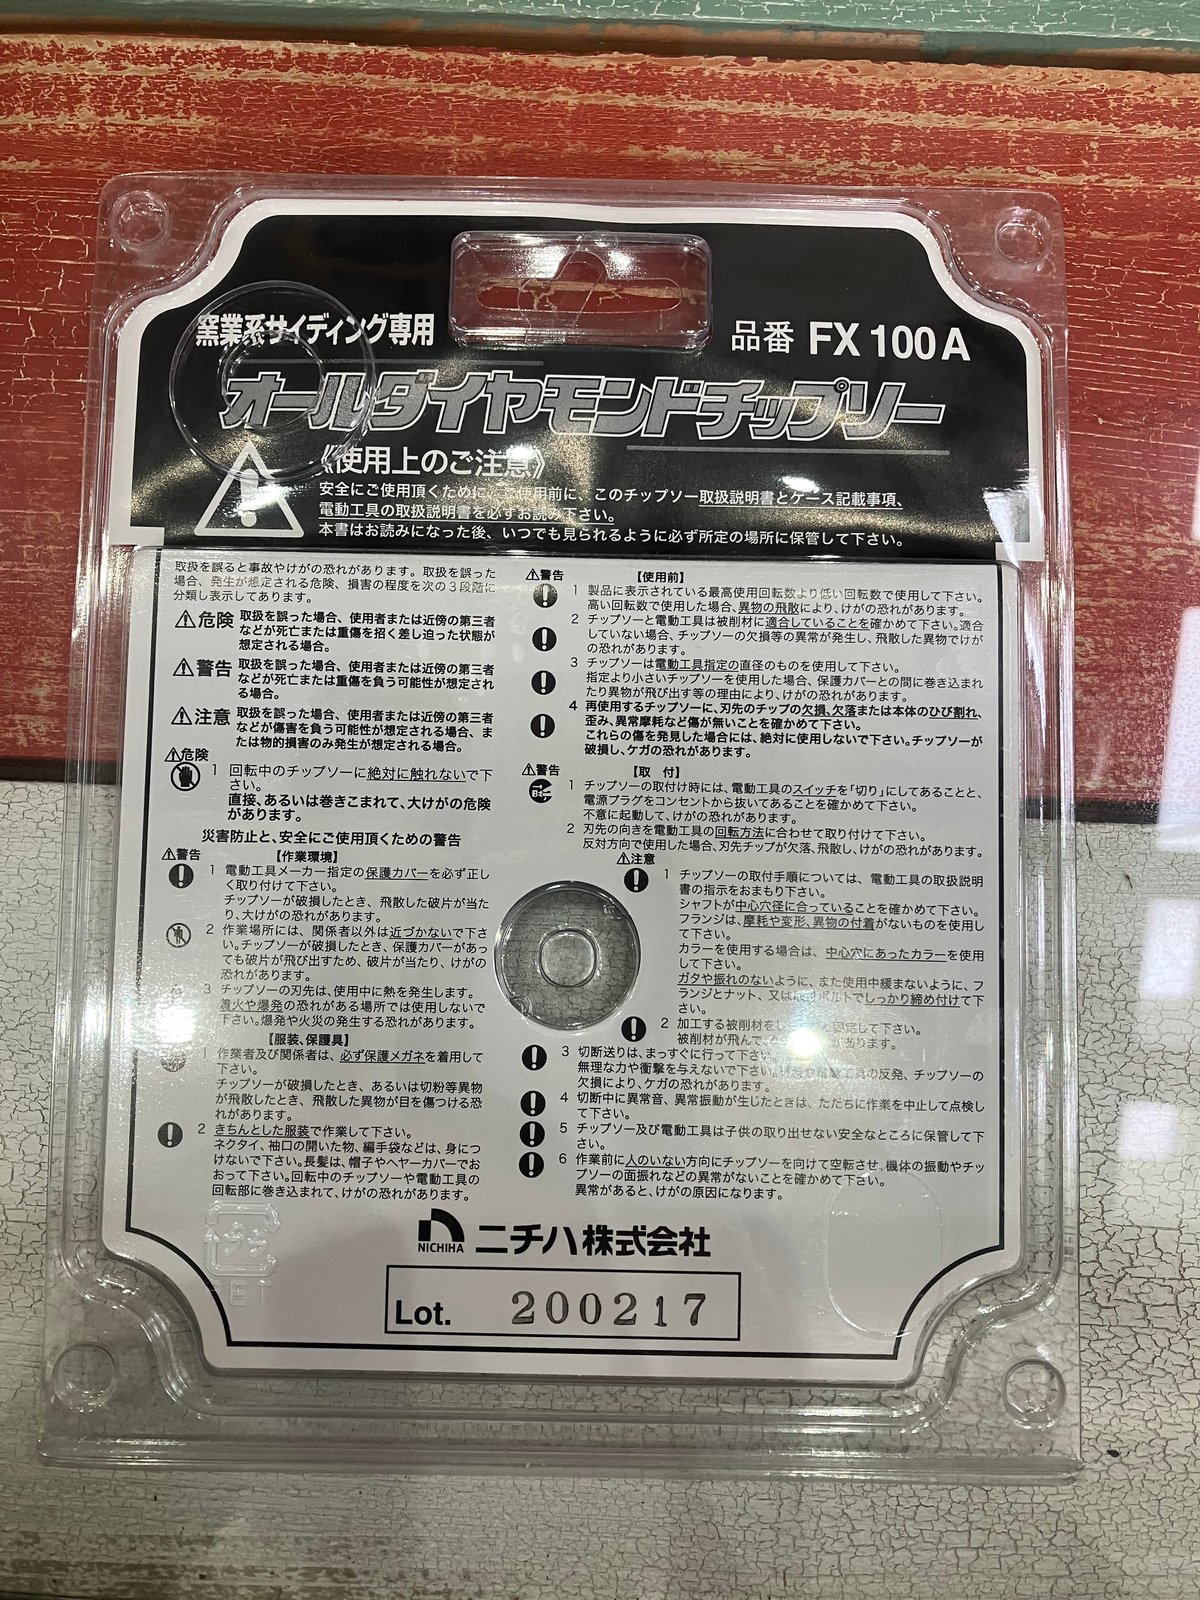 窯業系サイディング専用
品番 FX 100A
オールダイヤモンドチップソー
《使用上のご注意》
安全にご使用頂くために、ご使用前に、このチップソー取扱説明書とケース記載事項、
電動工具の取扱説明書を必ずお読み下さい。
本書はお読みになった後、いつでも見られるように必ず所定の場所に保管して下さい。
取扱を誤ると事故やけがの恐れがあります。取扱を誤った
場合、発生が想定される危険、損害の程度を次の3段階に
分類し表示してあります。
⚠危険 取扱を誤った場合、使用者または近傍の第三者
などが死亡または重傷を招く差し迫った状態が
想定される場合。
⚠警告 取扱を誤った場合、使用者または近傍の第三者
などが死亡または重傷を負う可能性が想定され
る場合。
⚠注意 取扱を誤った場合、使用者または近傍の第三者
などが傷害を負う可能性が想定される場合、ま
たは物的損害のみ発生が想定される場合。
⚠危険
1 回転中のチップソーに絶対に触れないで下
さい。
直接、あるいは巻きこまれて、大けがの危険
があります。
災害防止と、安全にご使用頂くための警告
⚠警告 【作業環境】
1 電動工具メーカー指定の保護カバーを必ず正し
く取り付けて下さい。
チップソーが破損したとき、飛散した破片が当た
り、大けがの恐れがあります。
2 作業場所には、関係者以外は近づかないで下さ
い。チップソーが破損したとき、保護カバーがあっ
ても破片が飛び出すため、破片が当たり、けがの
恐れがあります。
3 チップソーの刃先は、使用中に熱を発生します。
着火や爆発の恐れがある場所では使用しないで
下さい。爆発や火災の発生する恐れがあります。
【服装、保護具】
1 作業者及び関係者は、必ず保護メガネを着用して
下さい。
チップソーが破損したとき、あるいは切粉等異物
が飛散したとき、飛散した異物が目を傷つける恐
れがあります。
2 きちんとした服装で作業して下さい。
ネクタイ、袖口の開いた物、編手袋などは、身につ
けないで下さい。長髪は、帽子やヘヤーカバーでお
おって下さい。回転中のチップソーや電動工具の
回転部に巻き込まれて、けがの恐れがあります。
⚠警告 【使用前】
1 製品に表示されている最高使用回転数より低い回転数で使用して下さい。
高い回転数で使用した場合、異物の飛散により、けがの恐れがあります。
2 チップソーと電動工具は被削材に適合していることを確かめて下さい。適合
していない場合、チップソーの欠損等の異常が発生し、飛散した異物でけが
の恐れがあります。
3 チップソーは電動工具指定の直径のものを使用して下さい。
指定より小さいチップソーを使用した場合、保護カバーとの間に巻き込まれ
たり異物が飛び出す等の理由により、けがの恐れがあります。
4 再使用するチップソーに、刃先のチップの欠損、欠落または本体のひび割れ、
歪み、異常摩耗など傷が無いことを確かめて下さい。
これらの傷を発見した場合には、絶対に使用しないで下さい。チップソーが
破損し、ケガの恐れがあります。
⚠警告 【取 付】
1 チップソーの取付け時には、電動工具のスイッチを「切り」にしてあることと、
電源プラグをコンセントから抜いてあることを確かめて下さい。
不意に起動して、けがの恐れがあります。
2 刃先の向きを電動工具の回転方法に合わせて取り付けて下さい。
反対方向で使用した場合、刃先チップが欠落、飛散し、けがの恐れがあります。
⚠注意
1 チップソーの取付け手順については、電動工具の取扱説明
書の指示をおまもり下さい。
シャフトが中心穴径に合っていることを確かめて下さい。
フランジは、摩耗や変形、異物の付着がないものを使用し
て下さい。
カラーを使用する場合は、中心穴にあったカラーを使用
して下さい。
ガタや振れのないように、また使用中緩まないように、フ
ランジとナット、又は ボルトでしっかり締め付けて下
さい。
2 加工する被削材をし 固定して下さい。
被削材が飛んで、 があります。
3 切断送りは、まっすぐに行って下さい。
無理な力や衝撃を与えないで下さい。 の反発、チップソーの
欠損により、ケガの恐れがあります。
4 切断中に異常音、異常振動が生じたときは、ただちに作業を中止して点検し
て下さい。
5 チップソー及び電動工具は子供の取り出せない安全なところに保管して下
さい。
6 作業前に人のいない方向にチップソーを向けて空転させ、機体の振動やチッ
プソーの面振れなどの異常がないことを確かめて下さい。
異常があると、けがの原因になります。
NICHIHA ニチハ株式会社
Lot. 200217